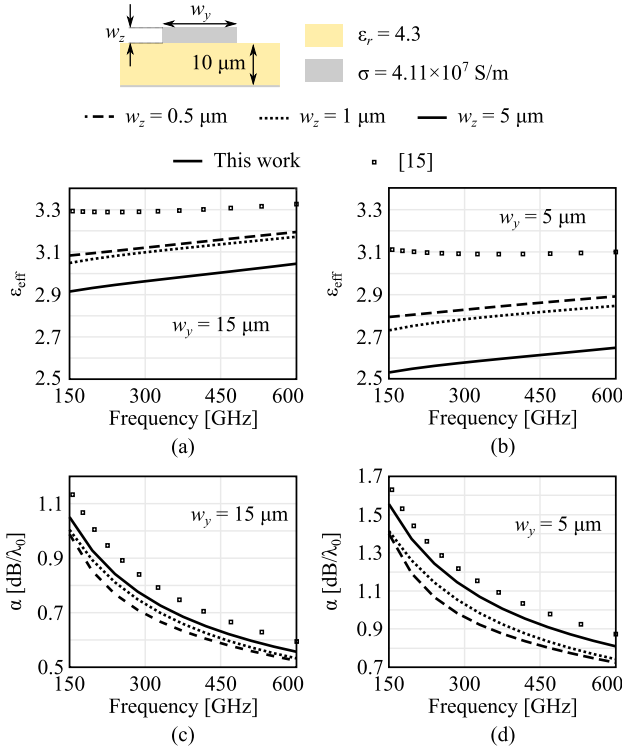 w_y
w_z
10 μm
ε_r = 4.3
σ = 4.11×10^7 S/m
w_z = 0.5 μm
w_z = 1 μm
w_z = 5 μm
This work
[15]
3.3
3.1
2.9
2.7
2.5
ε_eff
w_y = 15 μm
150
300
450
600
Frequency [GHz]
(a)
3.3
3.1
2.9
2.7
2.5
ε_eff
w_y = 5 μm
150
300
450
600
Frequency [GHz]
(b)
1.1
0.9
0.7
0.5
α [dB/λ_0]
w_y = 15 μm
150
300
450
600
Frequency [GHz]
(c)
1.7
1.5
1.3
1.1
0.9
0.7
α [dB/λ_0]
w_y = 5 μm
150
300
450
600
Frequency [GHz]
(d)